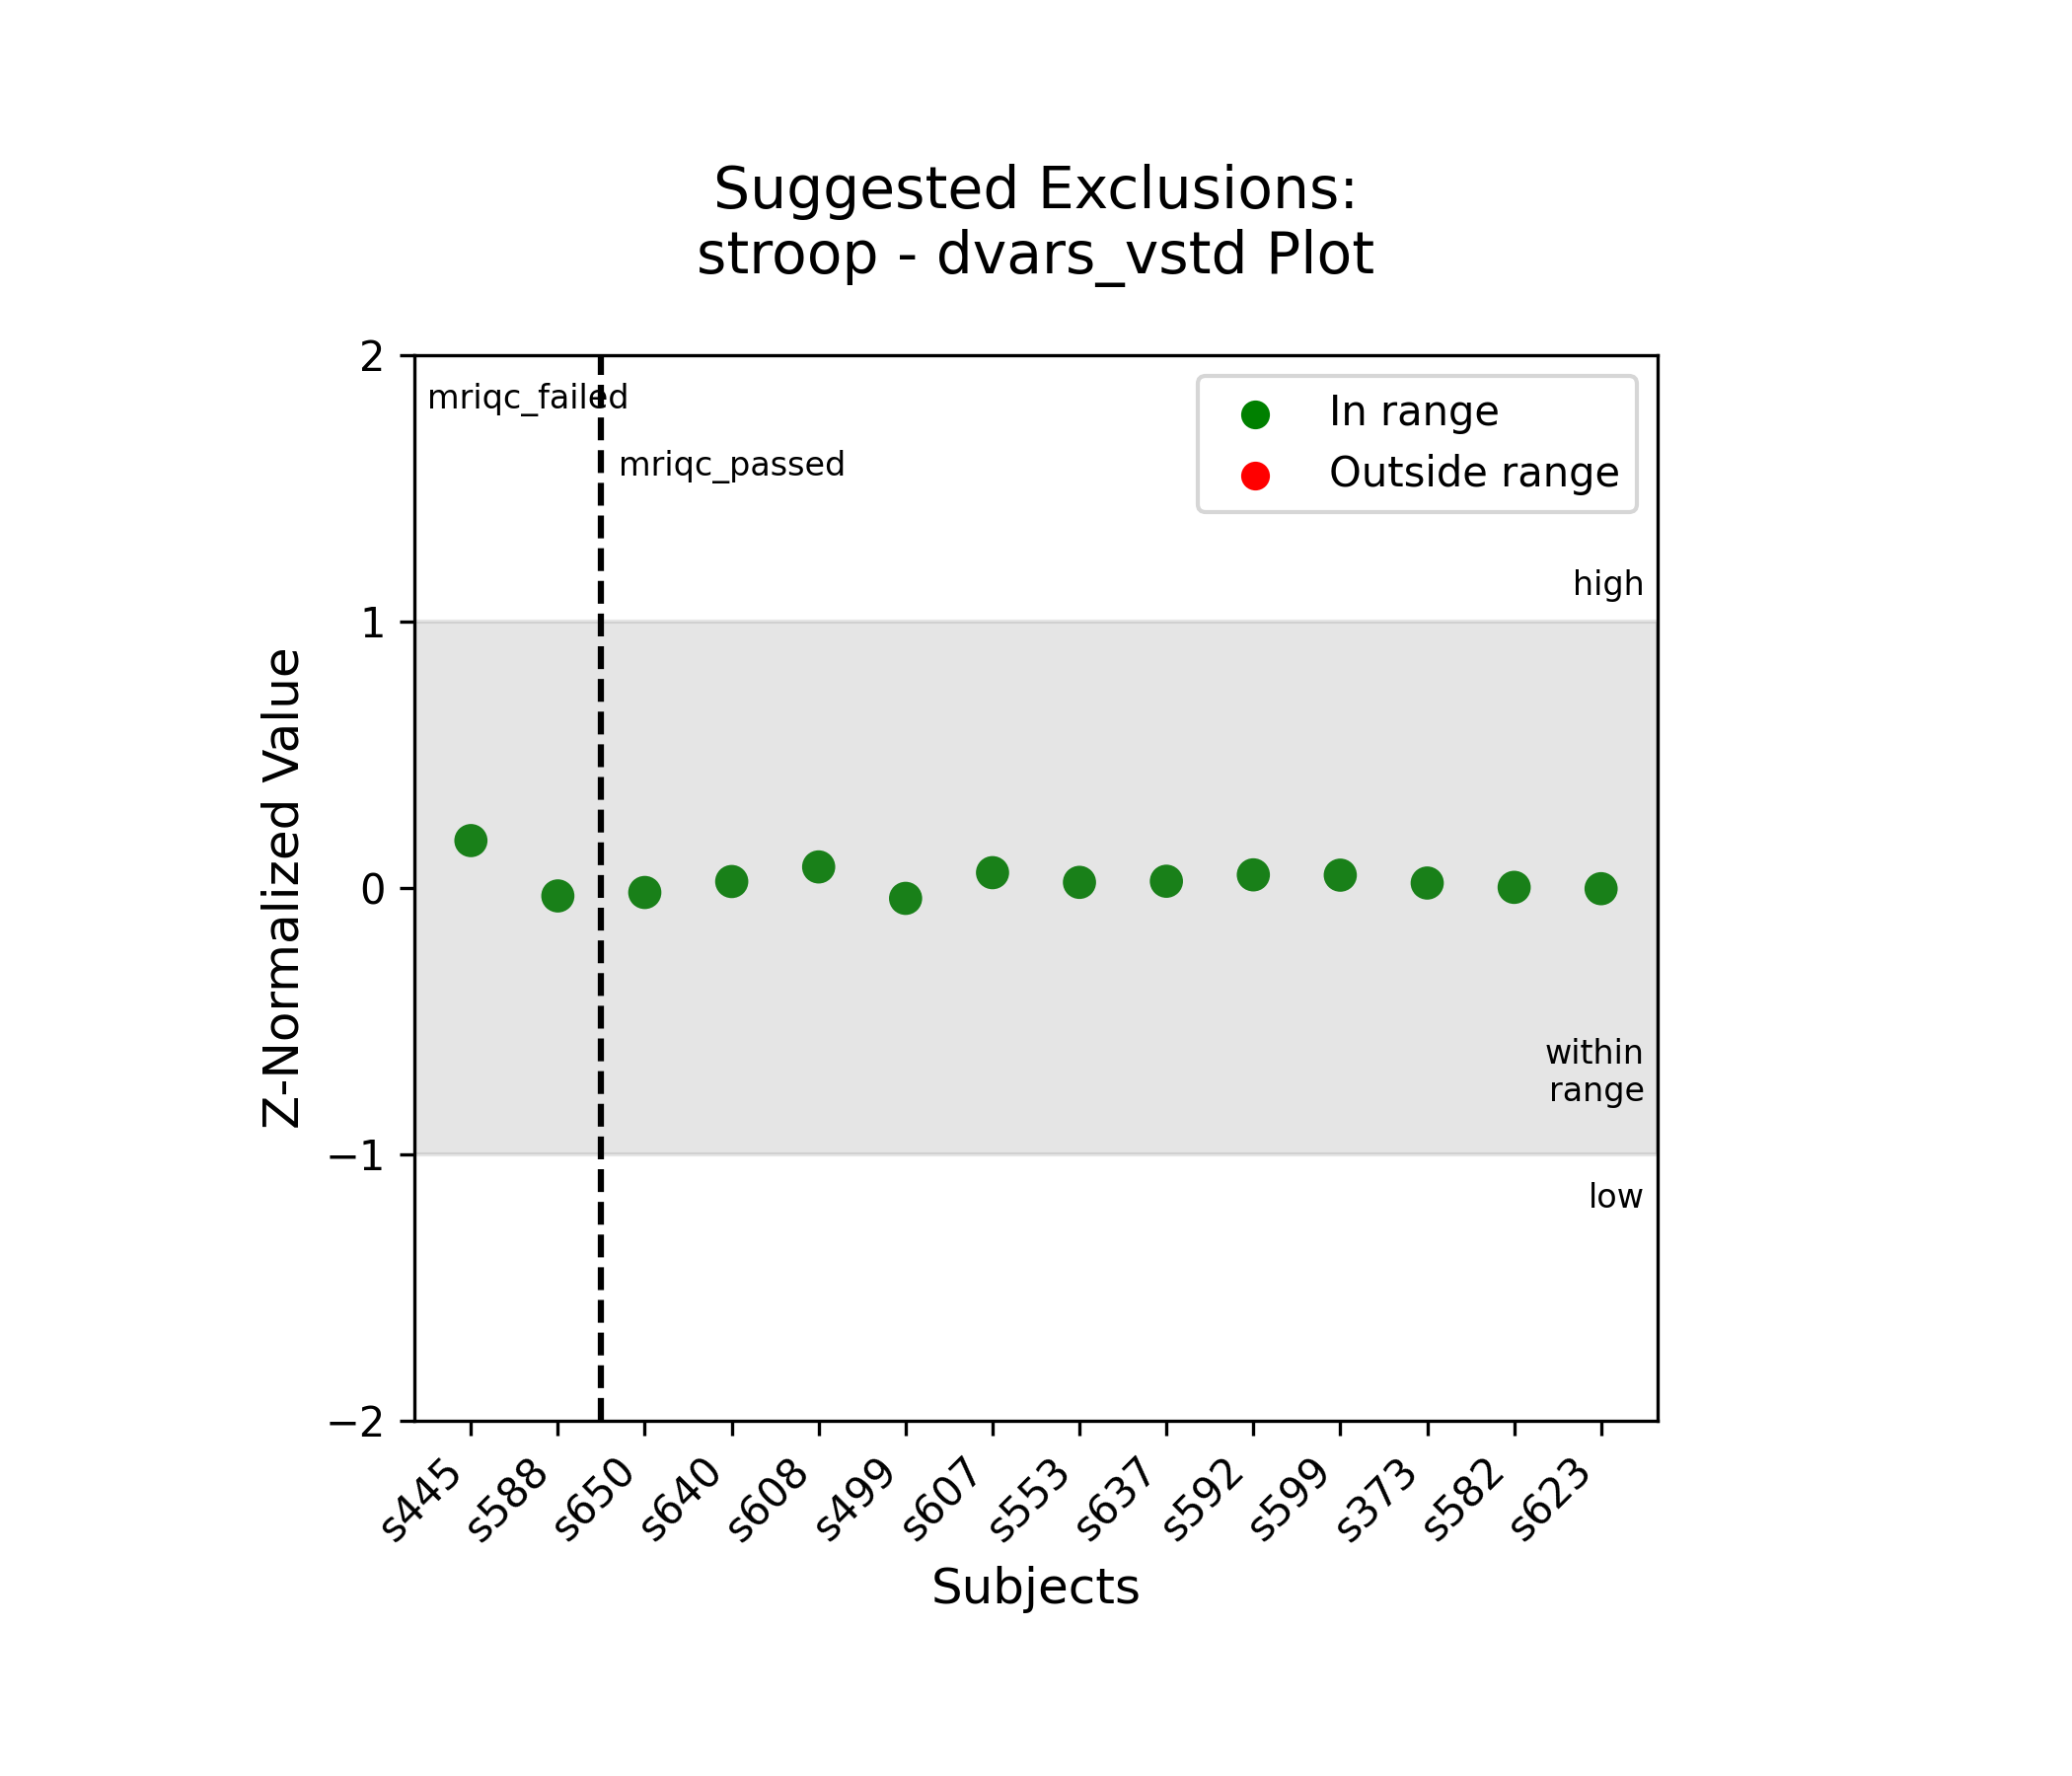 Suggested Exclusions:
stroop - dvars_vstd Plot
2
mriqc_failed
In range
mriqc_passed
Outside range
high
1
Z-Normalized Value
0
within
range
−1
low
−2
s445
s588
s650
s640
s608
s499
s607
s553
s637
s592
s599
s373
s582
s623
Subjects